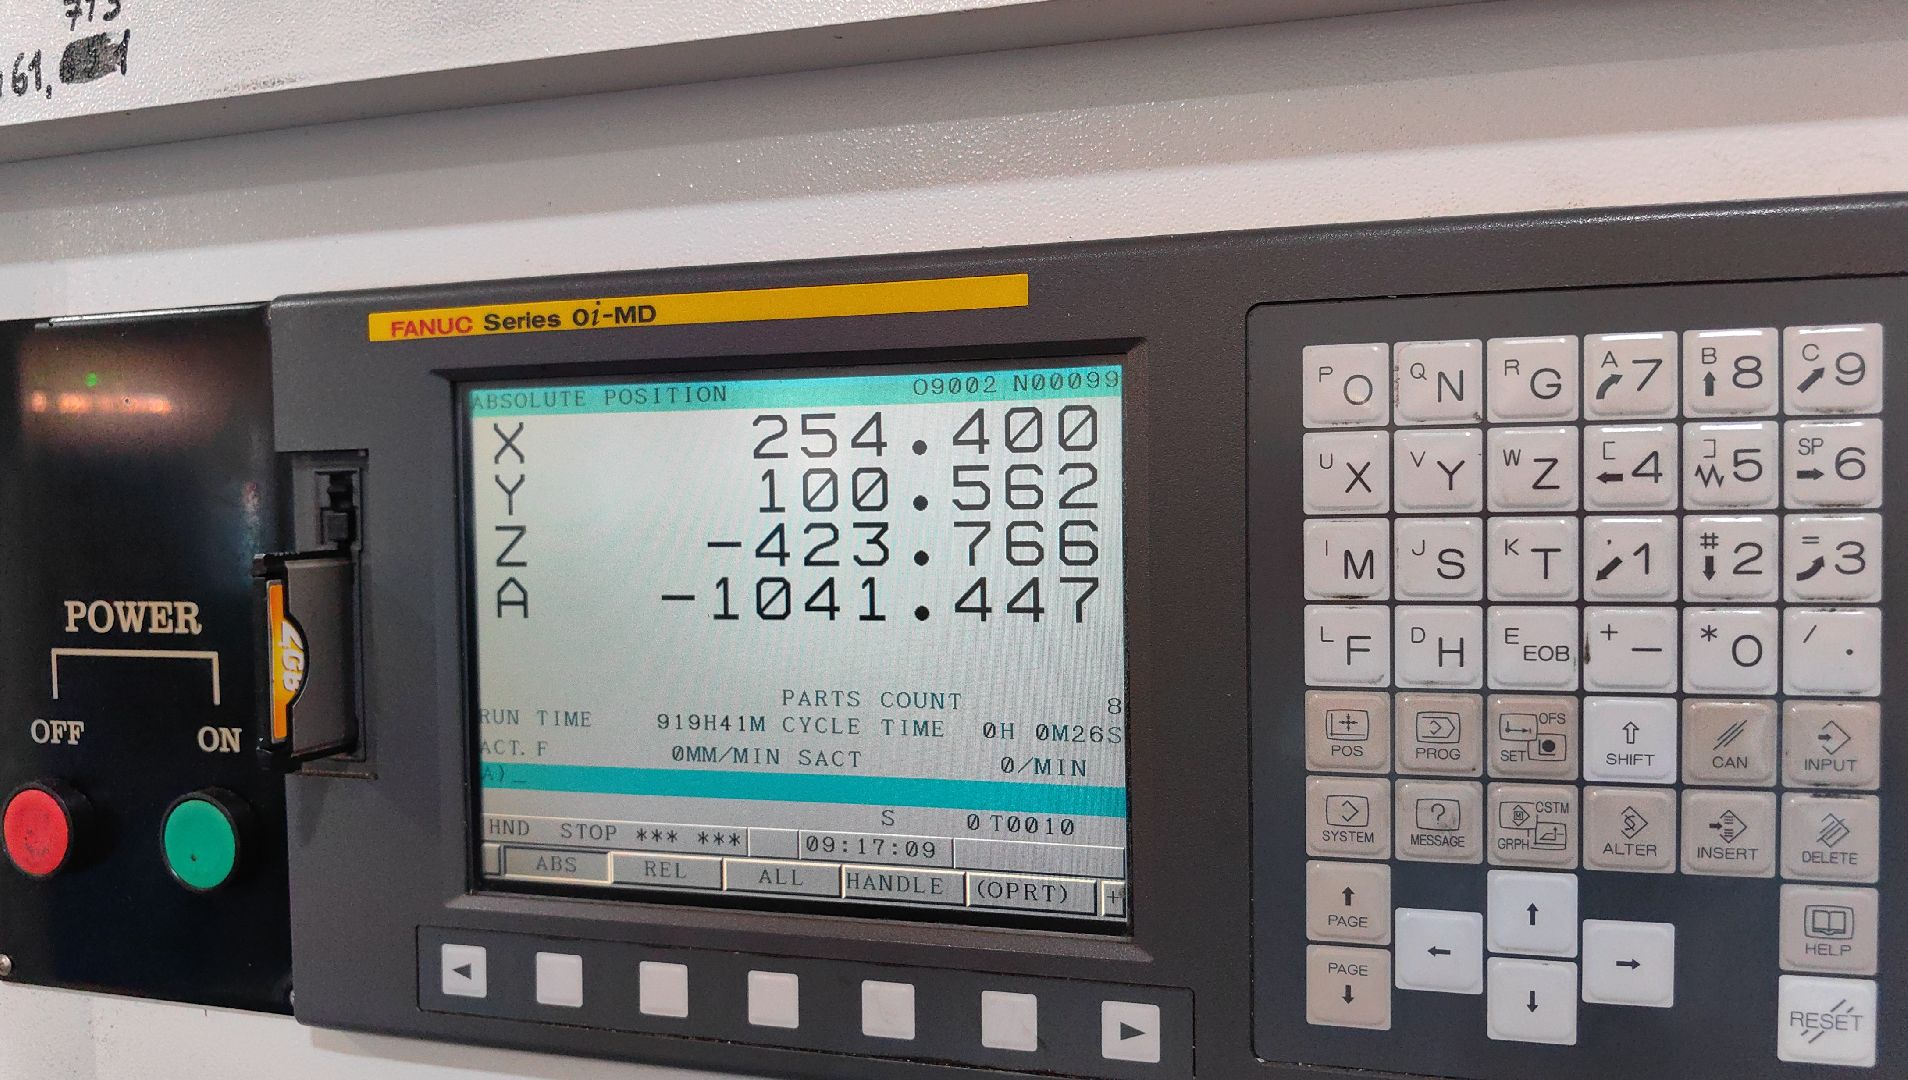 713
161,
FANUC Series 0i-MD
ABSOLUTE POSITION O9002 N00099
X 254.400
Y 100.562
Z -423.766
A -1041.447
PARTS COUNT 8
RUN TIME 919H41M CYCLE TIME 0H 0M26S
ACT.F 0MM/MIN SACT 0/MIN
A)_
S 0 T0010
HND STOP *** *** 09:17:09
ABS REL ALL HANDLE (OPRT) +
POWER
OFF ON
2GB
P O Q N R G A 7 B 8 C 9
U X V Y W Z [ 4 ] 5 SP 6
I M J S K T , 1 # 2 = 3
L F D H E EOB + - * 0 / .
POS PROG OFS SET SHIFT CAN INPUT
SYSTEM ? MESSAGE CSTM GRPH ALTER INSERT DELETE
PAGE
HELP
PAGE
RESET